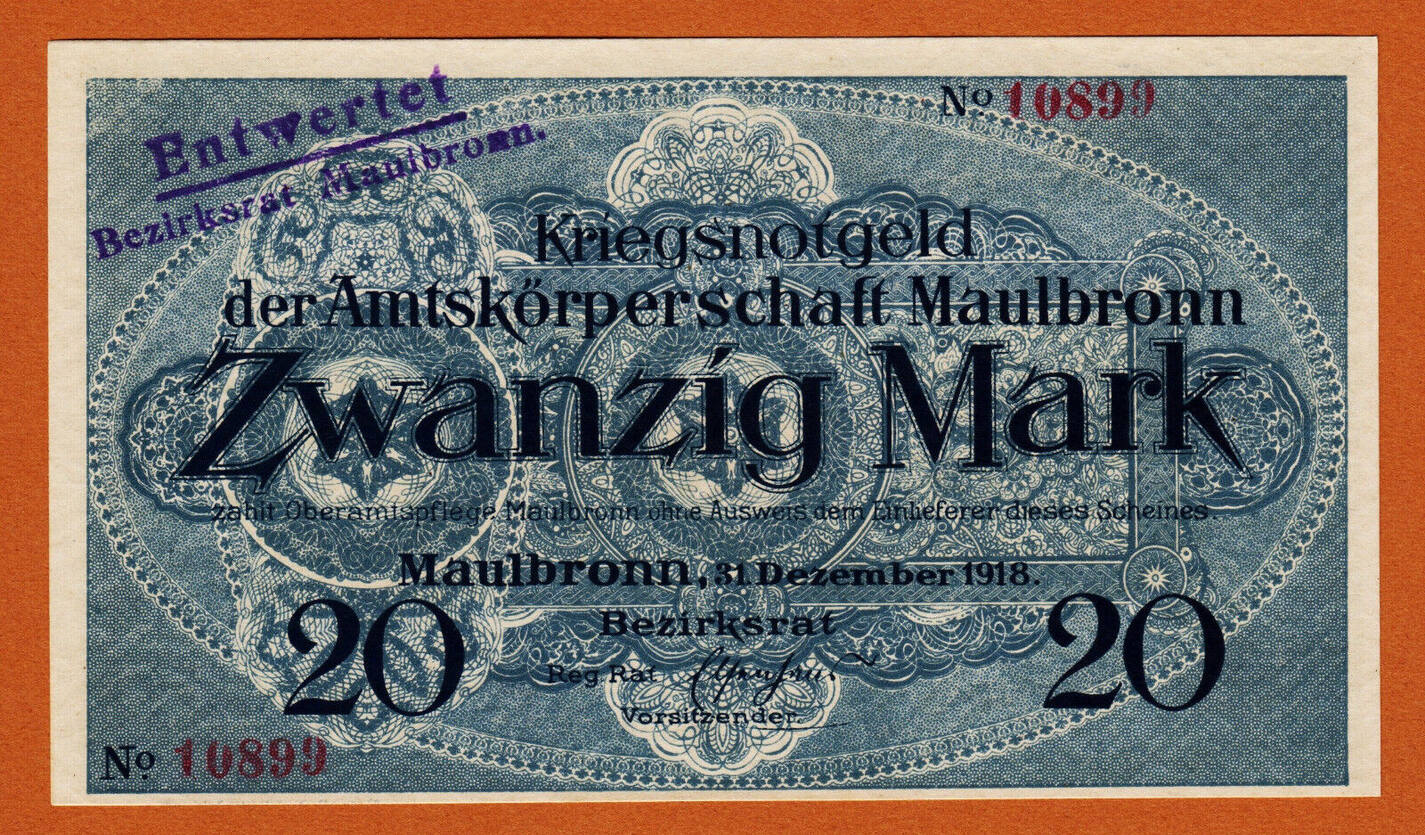 Entwertet
Bezirksrat Maulbronn.
No 10899
Kriegsnotgeld
der Amtskörperschaft Maulbronn
Zwanzig Mark
zahlt Oberamtspflege Maulbronn ohne Ausweis dem Einlieferer dieses Scheines.
Maulbronn, 31. Dezember 1918.
Bezirksrat
20
20
Reg. Rat
Vorsitzender.
No. 10899